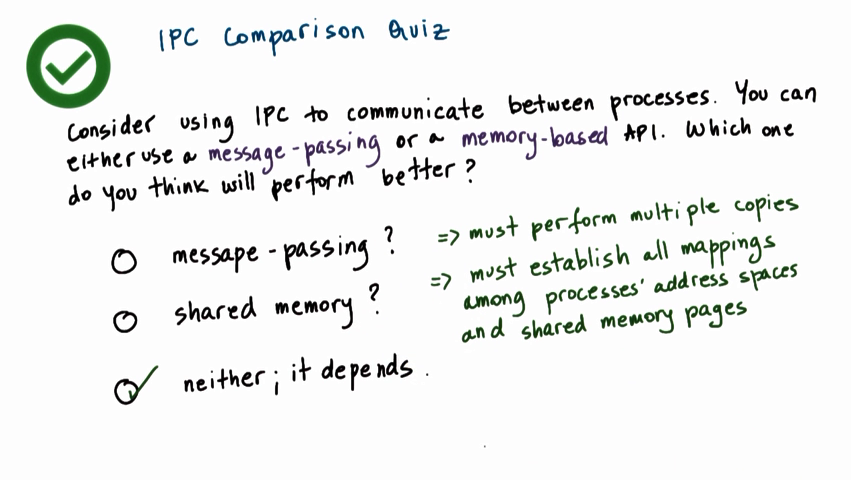 IPC Comparison Quiz
Consider using IPC to communicate between processes. You can
either use a message-passing or a memory-based API. Which one
do you think will perform better?
messape-passing? => must perform multiple copies
=> must establish all mappings
shared memory? among processes' address spaces
and shared memory pages
neither; it depends.